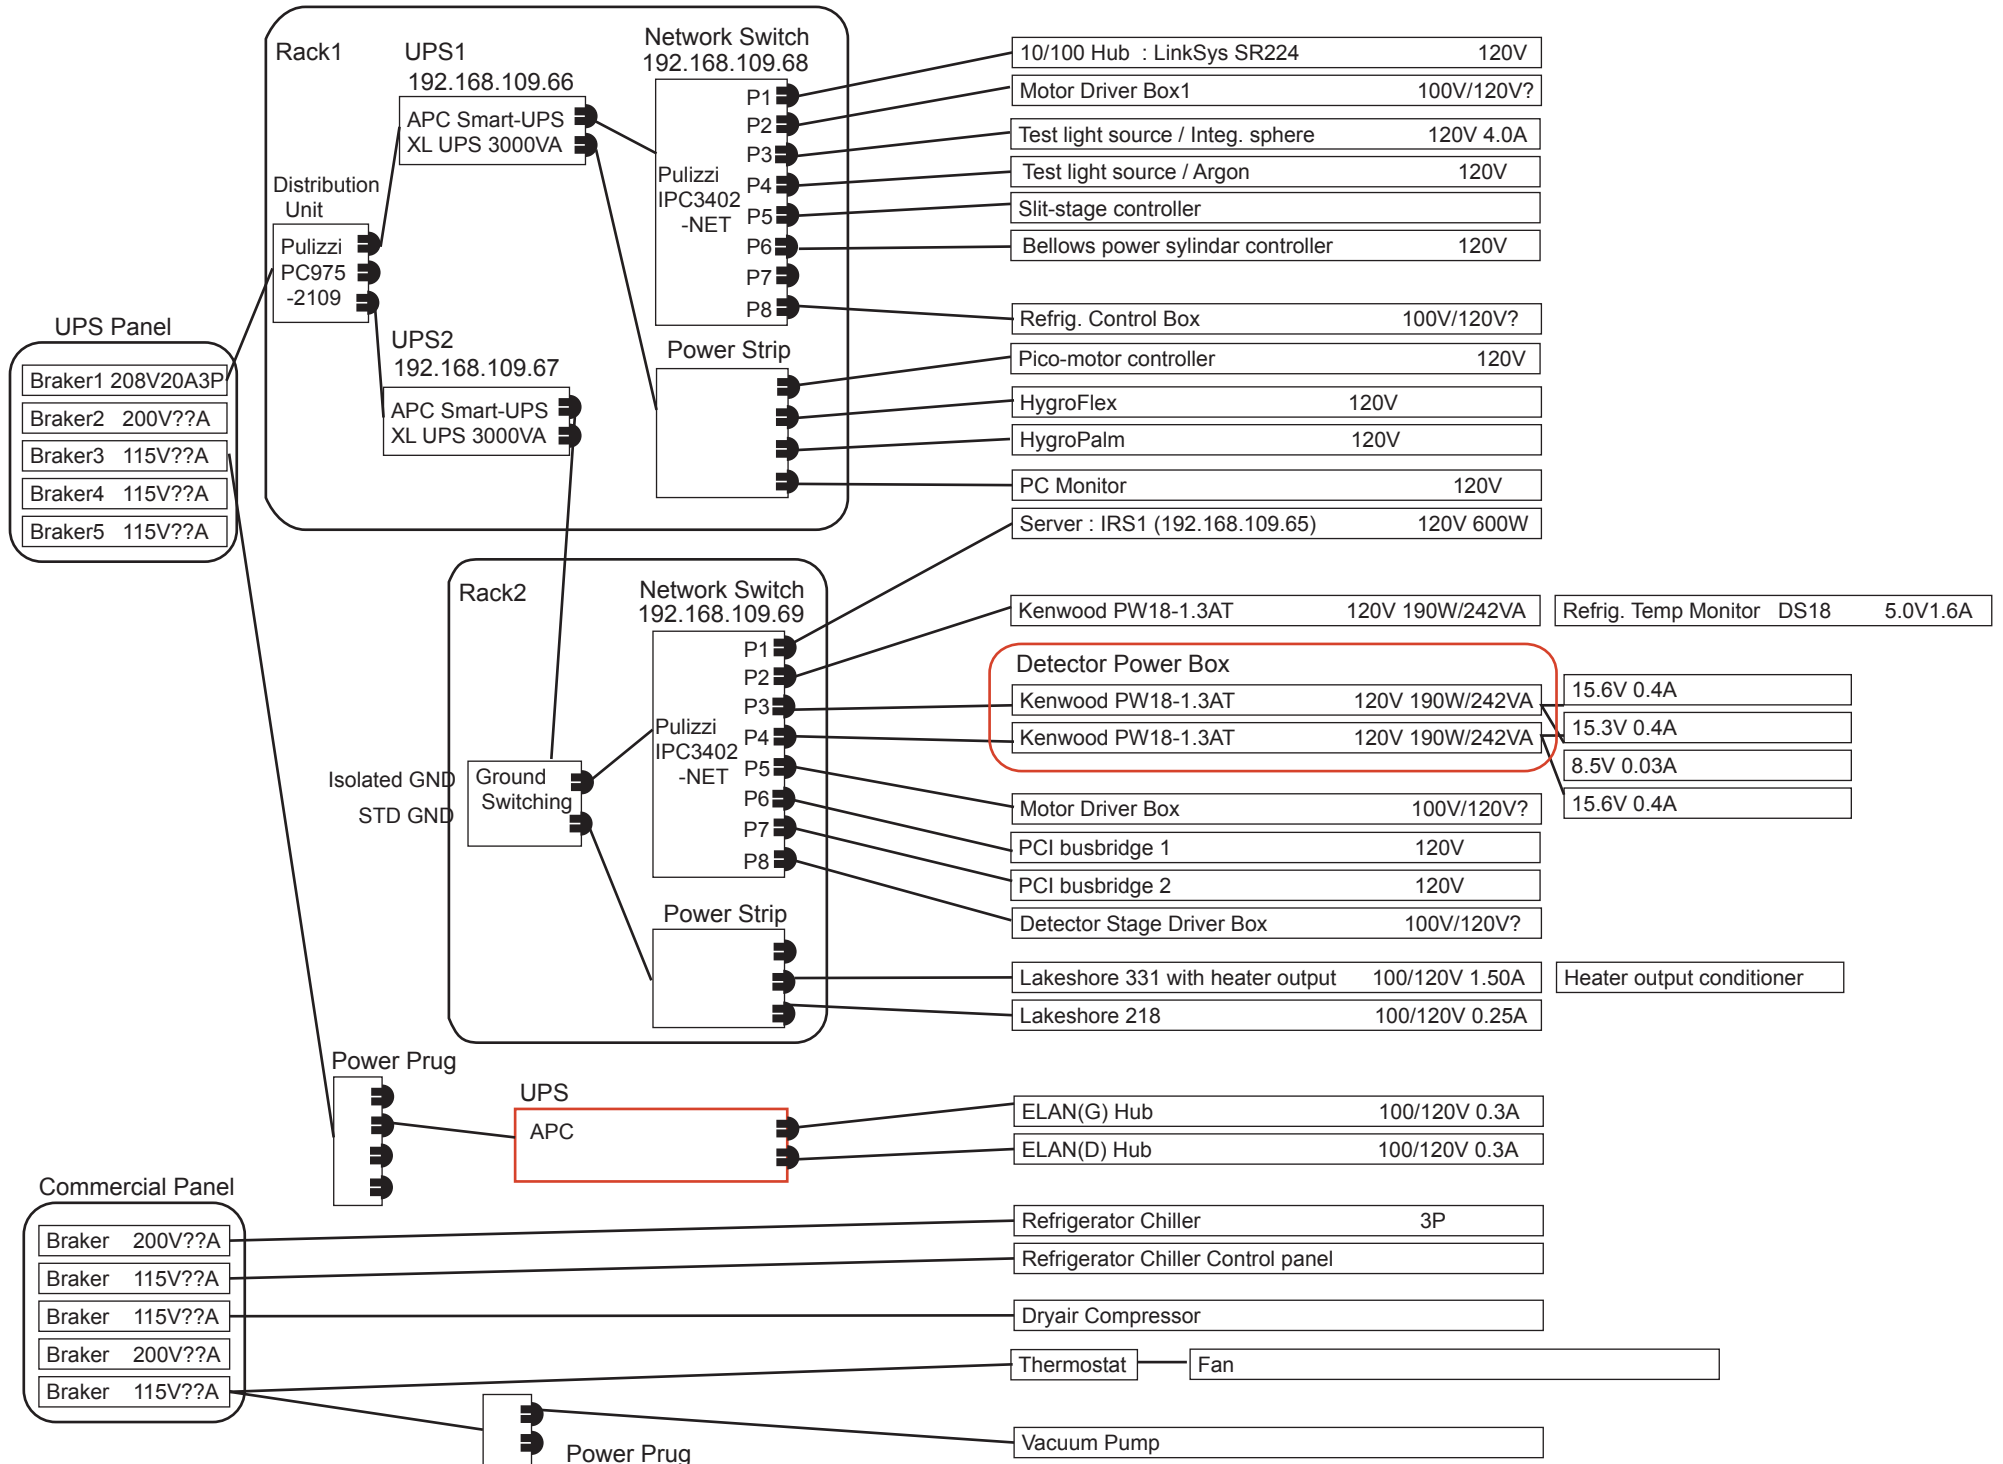 Rack1
UPS1
192.168.109.66
APC Smart-UPS
XL UPS 3000VA
Network Switch
192.168.109.68
P1
P2
P3
P4
P5
P6
P7
P8
Pulizzi
IPC3402
-NET
10/100 Hub : LinkSys SR224 120V
Motor Driver Box1 100V/120V?
Test light source / Integ. sphere 120V 4.0A
Test light source / Argon 120V
Slit-stage controller
Bellows power sylindar controller 120V
Refrig. Control Box 100V/120V?
Distribution
Unit
Pulizzi
PC975
-2109
UPS2
192.168.109.67
APC Smart-UPS
XL UPS 3000VA
Power Strip
Pico-motor controller 120V
HygroFlex 120V
HygroPalm 120V
PC Monitor 120V
UPS Panel
Braker1 208V20A3P
Braker2 200V??A
Braker3 115V??A
Braker4 115V??A
Braker5 115V??A
Server : IRS1 (192.168.109.65) 120V 600W
Rack2
Network Switch
192.168.109.69
P1
P2
P3
P4
P5
P6
P7
P8
Pulizzi
IPC3402
-NET
Kenwood PW18-1.3AT 120V 190W/242VA
Refrig. Temp Monitor DS18 5.0V1.6A
Detector Power Box
Kenwood PW18-1.3AT 120V 190W/242VA
Kenwood PW18-1.3AT 120V 190W/242VA
15.6V 0.4A
15.3V 0.4A
8.5V 0.03A
15.6V 0.4A
Isolated GND
STD GND
Ground
Switching
Motor Driver Box 100V/120V?
PCI busbridge 1 120V
PCI busbridge 2 120V
Detector Stage Driver Box 100V/120V?
Power Strip
Lakeshore 331 with heater output 100/120V 1.50A
Heater output conditioner
Lakeshore 218 100/120V 0.25A
Power Prug
UPS
APC
ELAN(G) Hub 100/120V 0.3A
ELAN(D) Hub 100/120V 0.3A
Commercial Panel
Braker 200V??A
Braker 115V??A
Braker 115V??A
Braker 200V??A
Braker 115V??A
Refrigerator Chiller 3P
Refrigerator Chiller Control panel
Dryair Compressor
Thermostat
Fan
Power Prug
Vacuum Pump